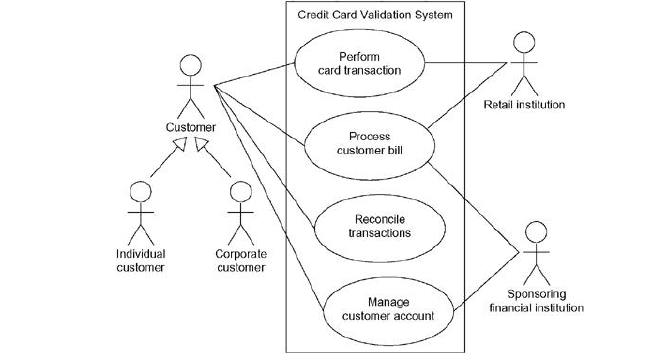 Credit Card Validation System
Perform
card transaction
Retail institution
Customer
Process
customer bill
Individual
customer
Corporate
customer
Reconcile
transactions
Manage
customer account
Sponsoring
financial institution